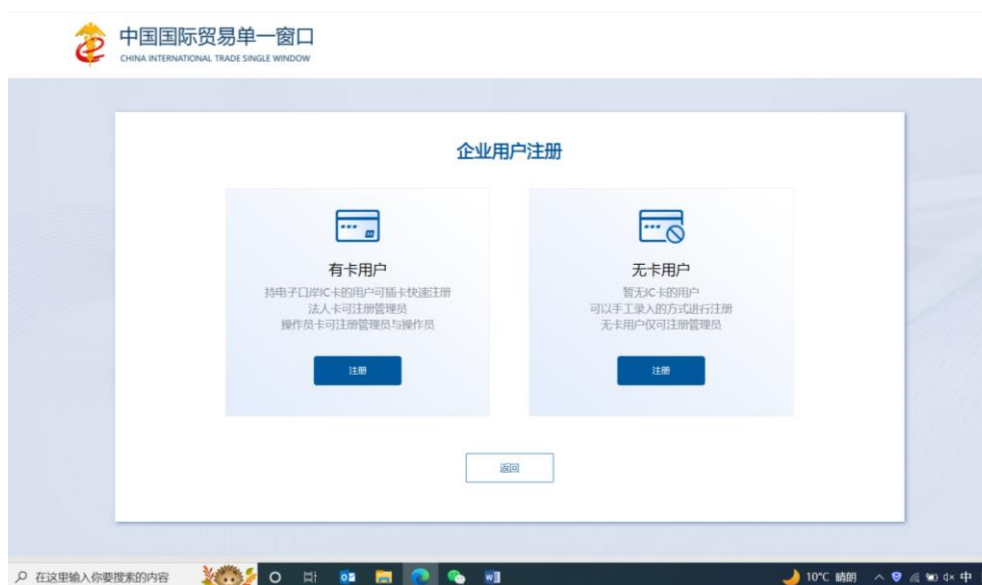 中国国际贸易单一窗口
CHINA INTERNATIONAL TRADE SINGLE WINDOW
企业用户注册
有卡用户
持电子口岸IC卡的用户可插卡快速注册
法人卡可注册管理员
操作员卡可注册管理员与操作员
注册
无卡用户
暂无IC卡的用户
可以手工录入的方式进行注册
无卡用户仅可注册管理员
注册
返回
在这里输入你要搜索的内容
10°C 晴朗
中